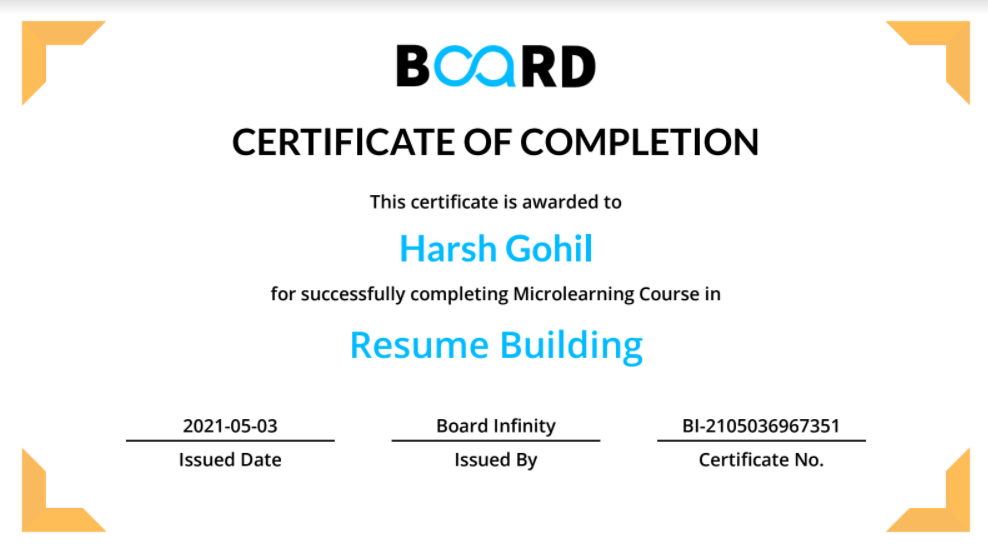 BOARD
CERTIFICATE OF COMPLETION
This certificate is awarded to
Harsh Gohil
for successfully completing Microlearning Course in
Resume Building
2021-05-03
Issued Date
Board Infinity
Issued By
BI-2105036967351
Certificate No.